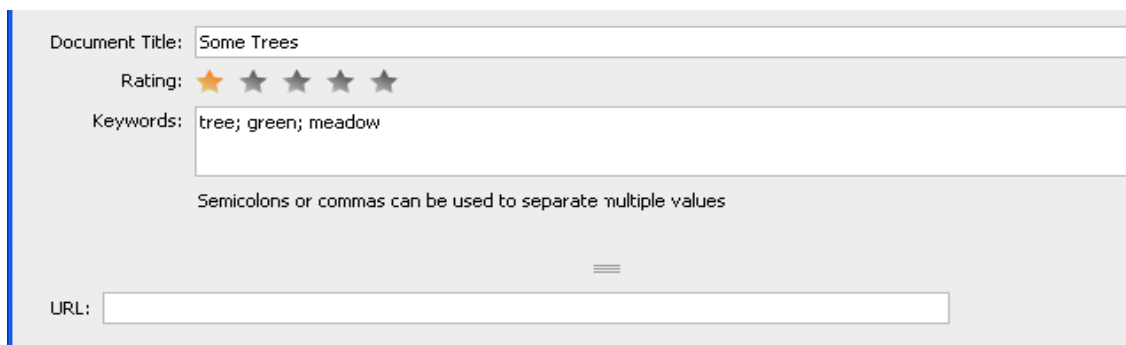 Document Title: Some Trees
Rating:
Keywords: tree; green; meadow
Semicolons or commas can be used to separate multiple values
URL: